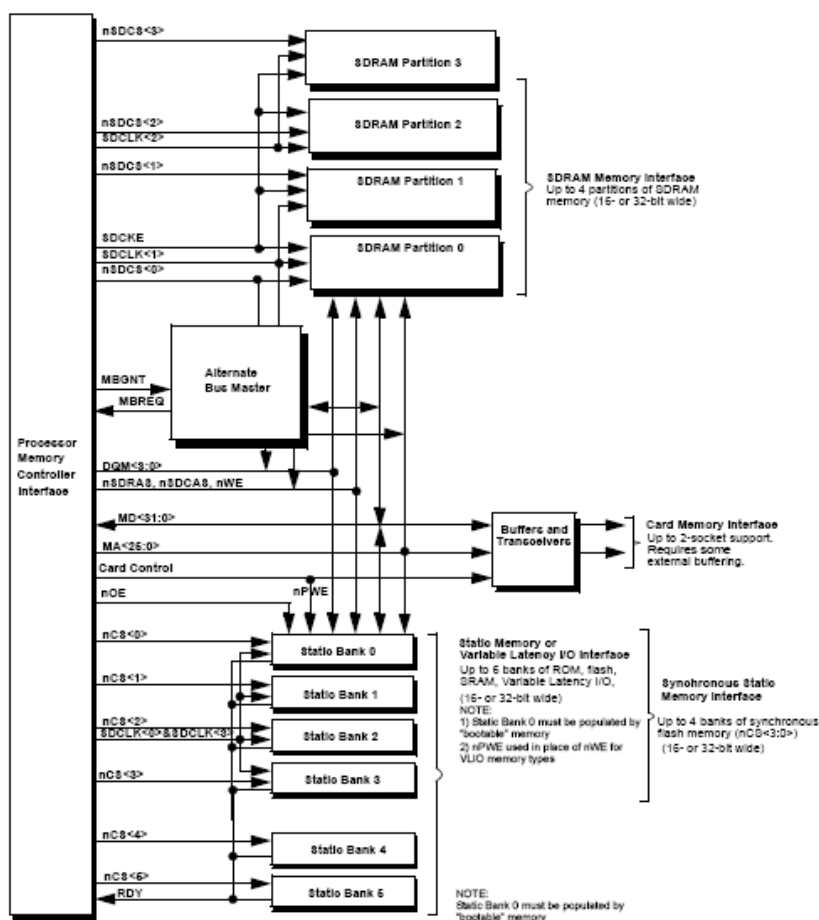 nSDCS<3>
SDRAM Partition 3
nSDCS<2>
SDCLK<2>
SDRAM Partition 2
nSDCS<1>
SDRAM Partition 1
SDRAM Memory Interface
Up to 4 partitions of SDRAM
memory (16- or 32-bit wide)
SDCKE
SDCLK<1>
nSDCS<0>
SDRAM Partition 0
Alternate
Bus Master
MBGNT
MBREQ
Processor
Memory
Controller
Interface
DQM<3:0>
nSDRAS, nSDCAS, nWE
MD<31:0>
MA<25:0>
Card Control
Buffers and
Transceivers
Card Memory Interface
Up to 2-socket support.
Requires some
external buffering.
nOE
nPWE
nCS<0>
Static Bank 0
nCS<1>
Static Bank 1
nCS<2>
SDCLK<0>&SDCLK<3>
Static Bank 2
nCS<3>
Static Bank 3
nCS<4>
Static Bank 4
nCS<5>
RDY
Static Bank 5
Static Memory or
Variable Latency I/O Interface
Up to 6 banks of ROM, flash,
SRAM, Variable Latency I/O,
(16- or 32-bit wide)
NOTE:
1) Static Bank 0 must be populated by
"bootable" memory
2) nPWE used in place of nWE for
VLIO memory types
Synchronous Static
Memory Interface
Up to 4 banks of synchronous
flash memory (nCS<3:0>)
(16- or 32-bit wide)
NOTE:
Static Bank 0 must be populated by
"bootable" memory